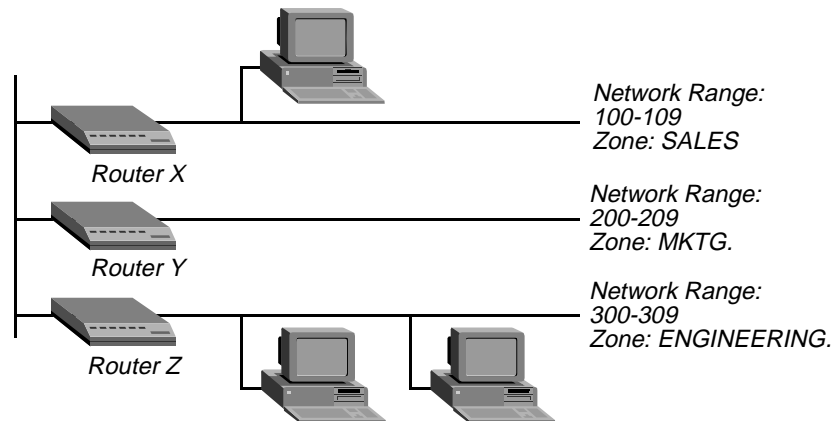 Network Range:
100-109
Zone: SALES
Router X
Network Range:
200-209
Zone: MKTG.
Router Y
Network Range:
300-309
Zone: ENGINEERING.
Router Z